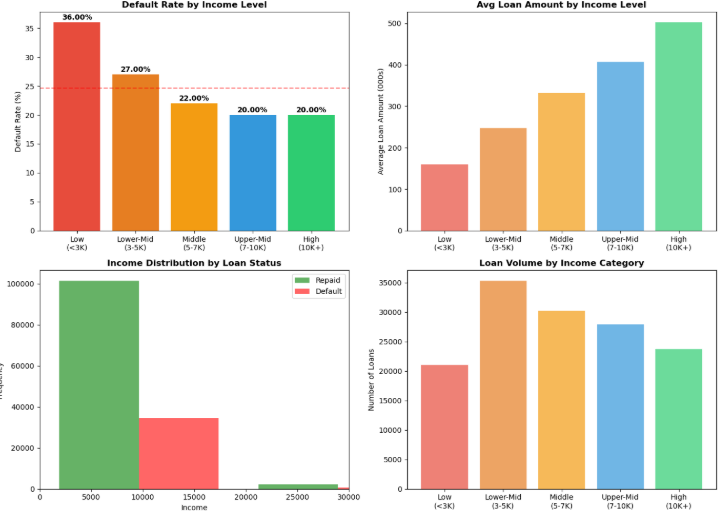 Default Rate by Income Level
Default Rate (%)
35
30
25
20
15
10
5
0
36.00%
27.00%
22.00%
20.00%
20.00%
Low
(<3K)
Lower-Mid
(3-5K)
Middle
(5-7K)
Upper-Mid
(7-10K)
High
(10K+)
Avg Loan Amount by Income Level
Average Loan Amount (000s)
500
400
300
200
100
0
Low
(<3K)
Lower-Mid
(3-5K)
Middle
(5-7K)
Upper-Mid
(7-10K)
High
(10K+)
Income Distribution by Loan Status
100000
80000
60000
40000
20000
0
Repaid
Default
0 5000 10000 15000 20000 25000 30000
Income
Loan Volume by Income Category
Number of Loans
35000
30000
25000
20000
15000
10000
5000
0
Low
(<3K)
Lower-Mid
(3-5K)
Middle
(5-7K)
Upper-Mid
(7-10K)
High
(10K+)